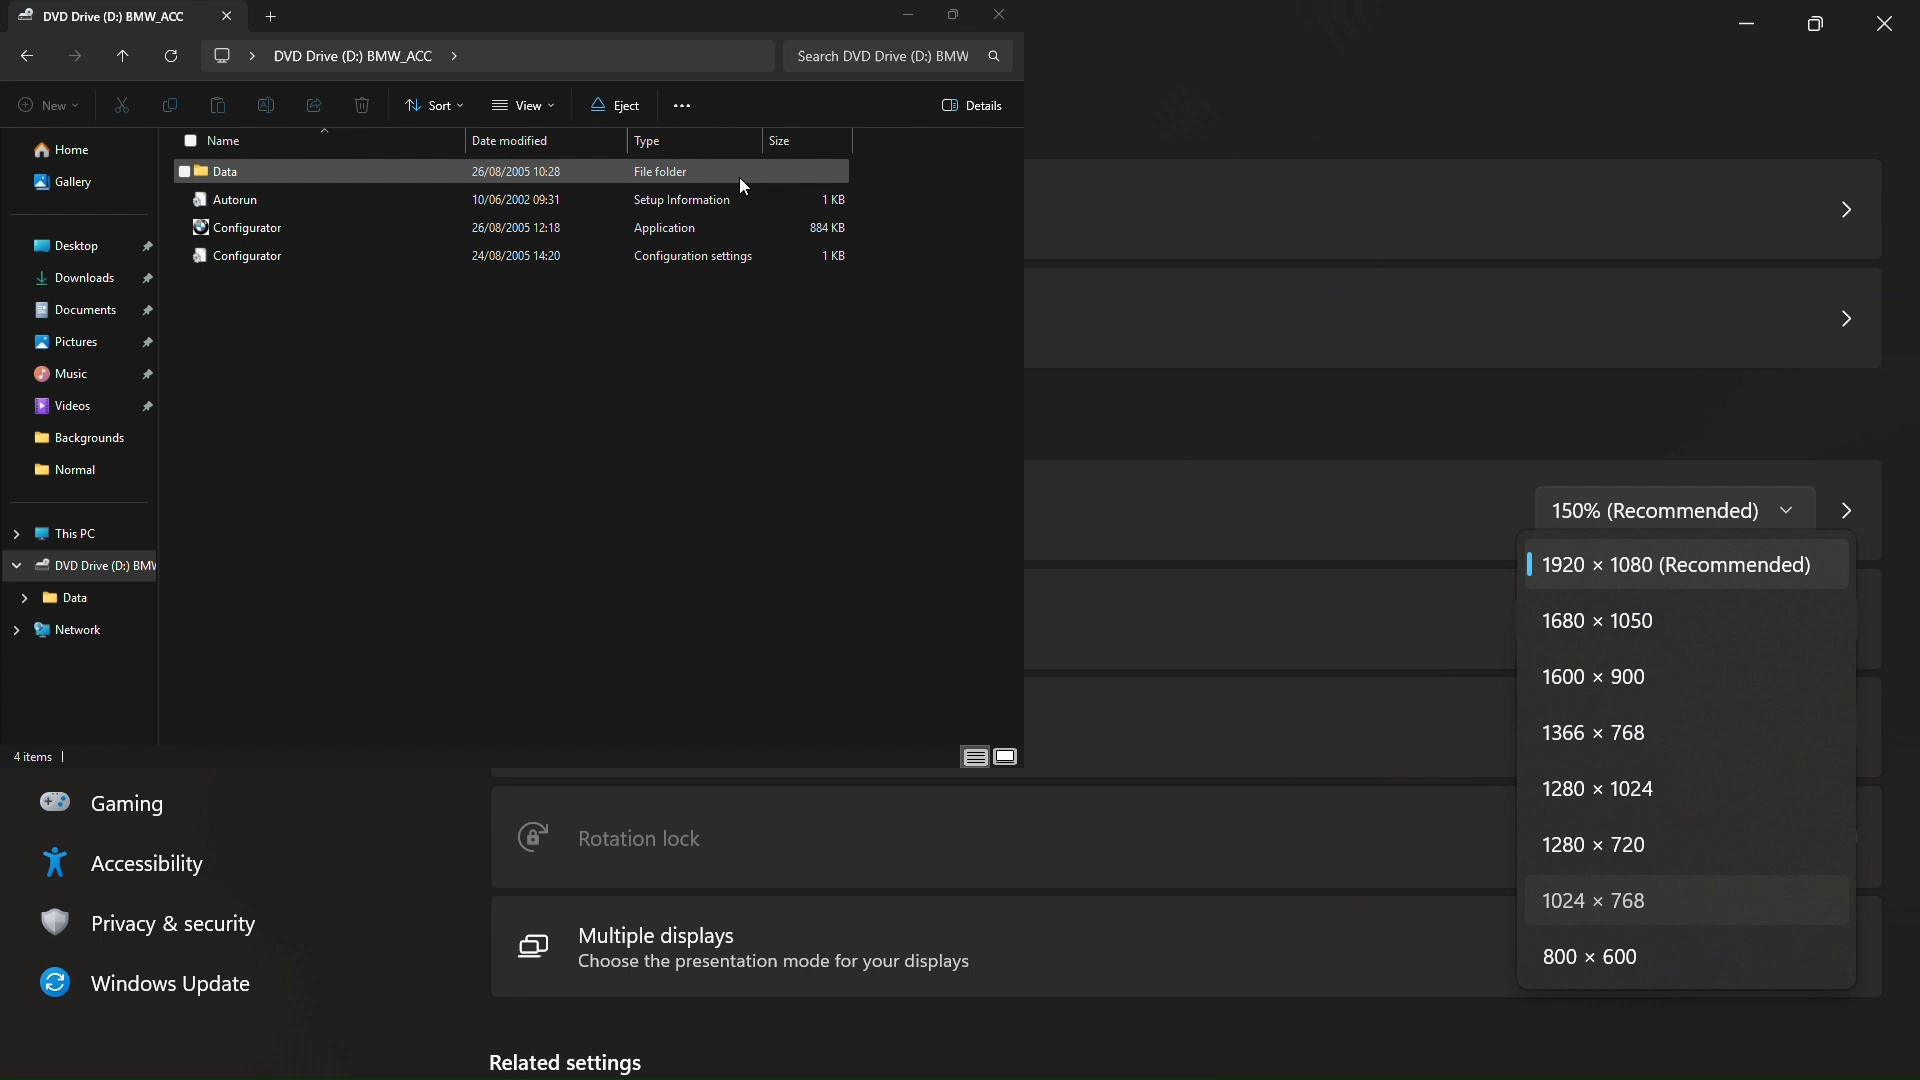 DVD Drive (D:) BMW_ACC
DVD Drive (D:) BMW_ACC
Search DVD Drive (D:) BMW
New
Sort
View
Eject
Details
Name Date modified Type Size
Home
Gallery
Desktop
Downloads
Documents
Pictures
Music
Videos
Backgrounds
Normal
This PC
DVD Drive (D:) BMW
Data
Network
Data 26/08/2005 10:28 File folder
Autorun 10/06/2002 09:31 Setup Information 1 KB
Configurator 26/08/2005 12:18 Application 884 KB
Configurator 24/08/2005 14:20 Configuration settings 1 KB
4 items
150% (Recommended)
1920 × 1080 (Recommended)
1680 × 1050
1600 × 900
1366 × 768
1280 × 1024
1280 × 720
1024 × 768
800 × 600
Gaming
Accessibility
Privacy & security
Windows Update
Rotation lock
Multiple displays
Choose the presentation mode for your displays
Related settings